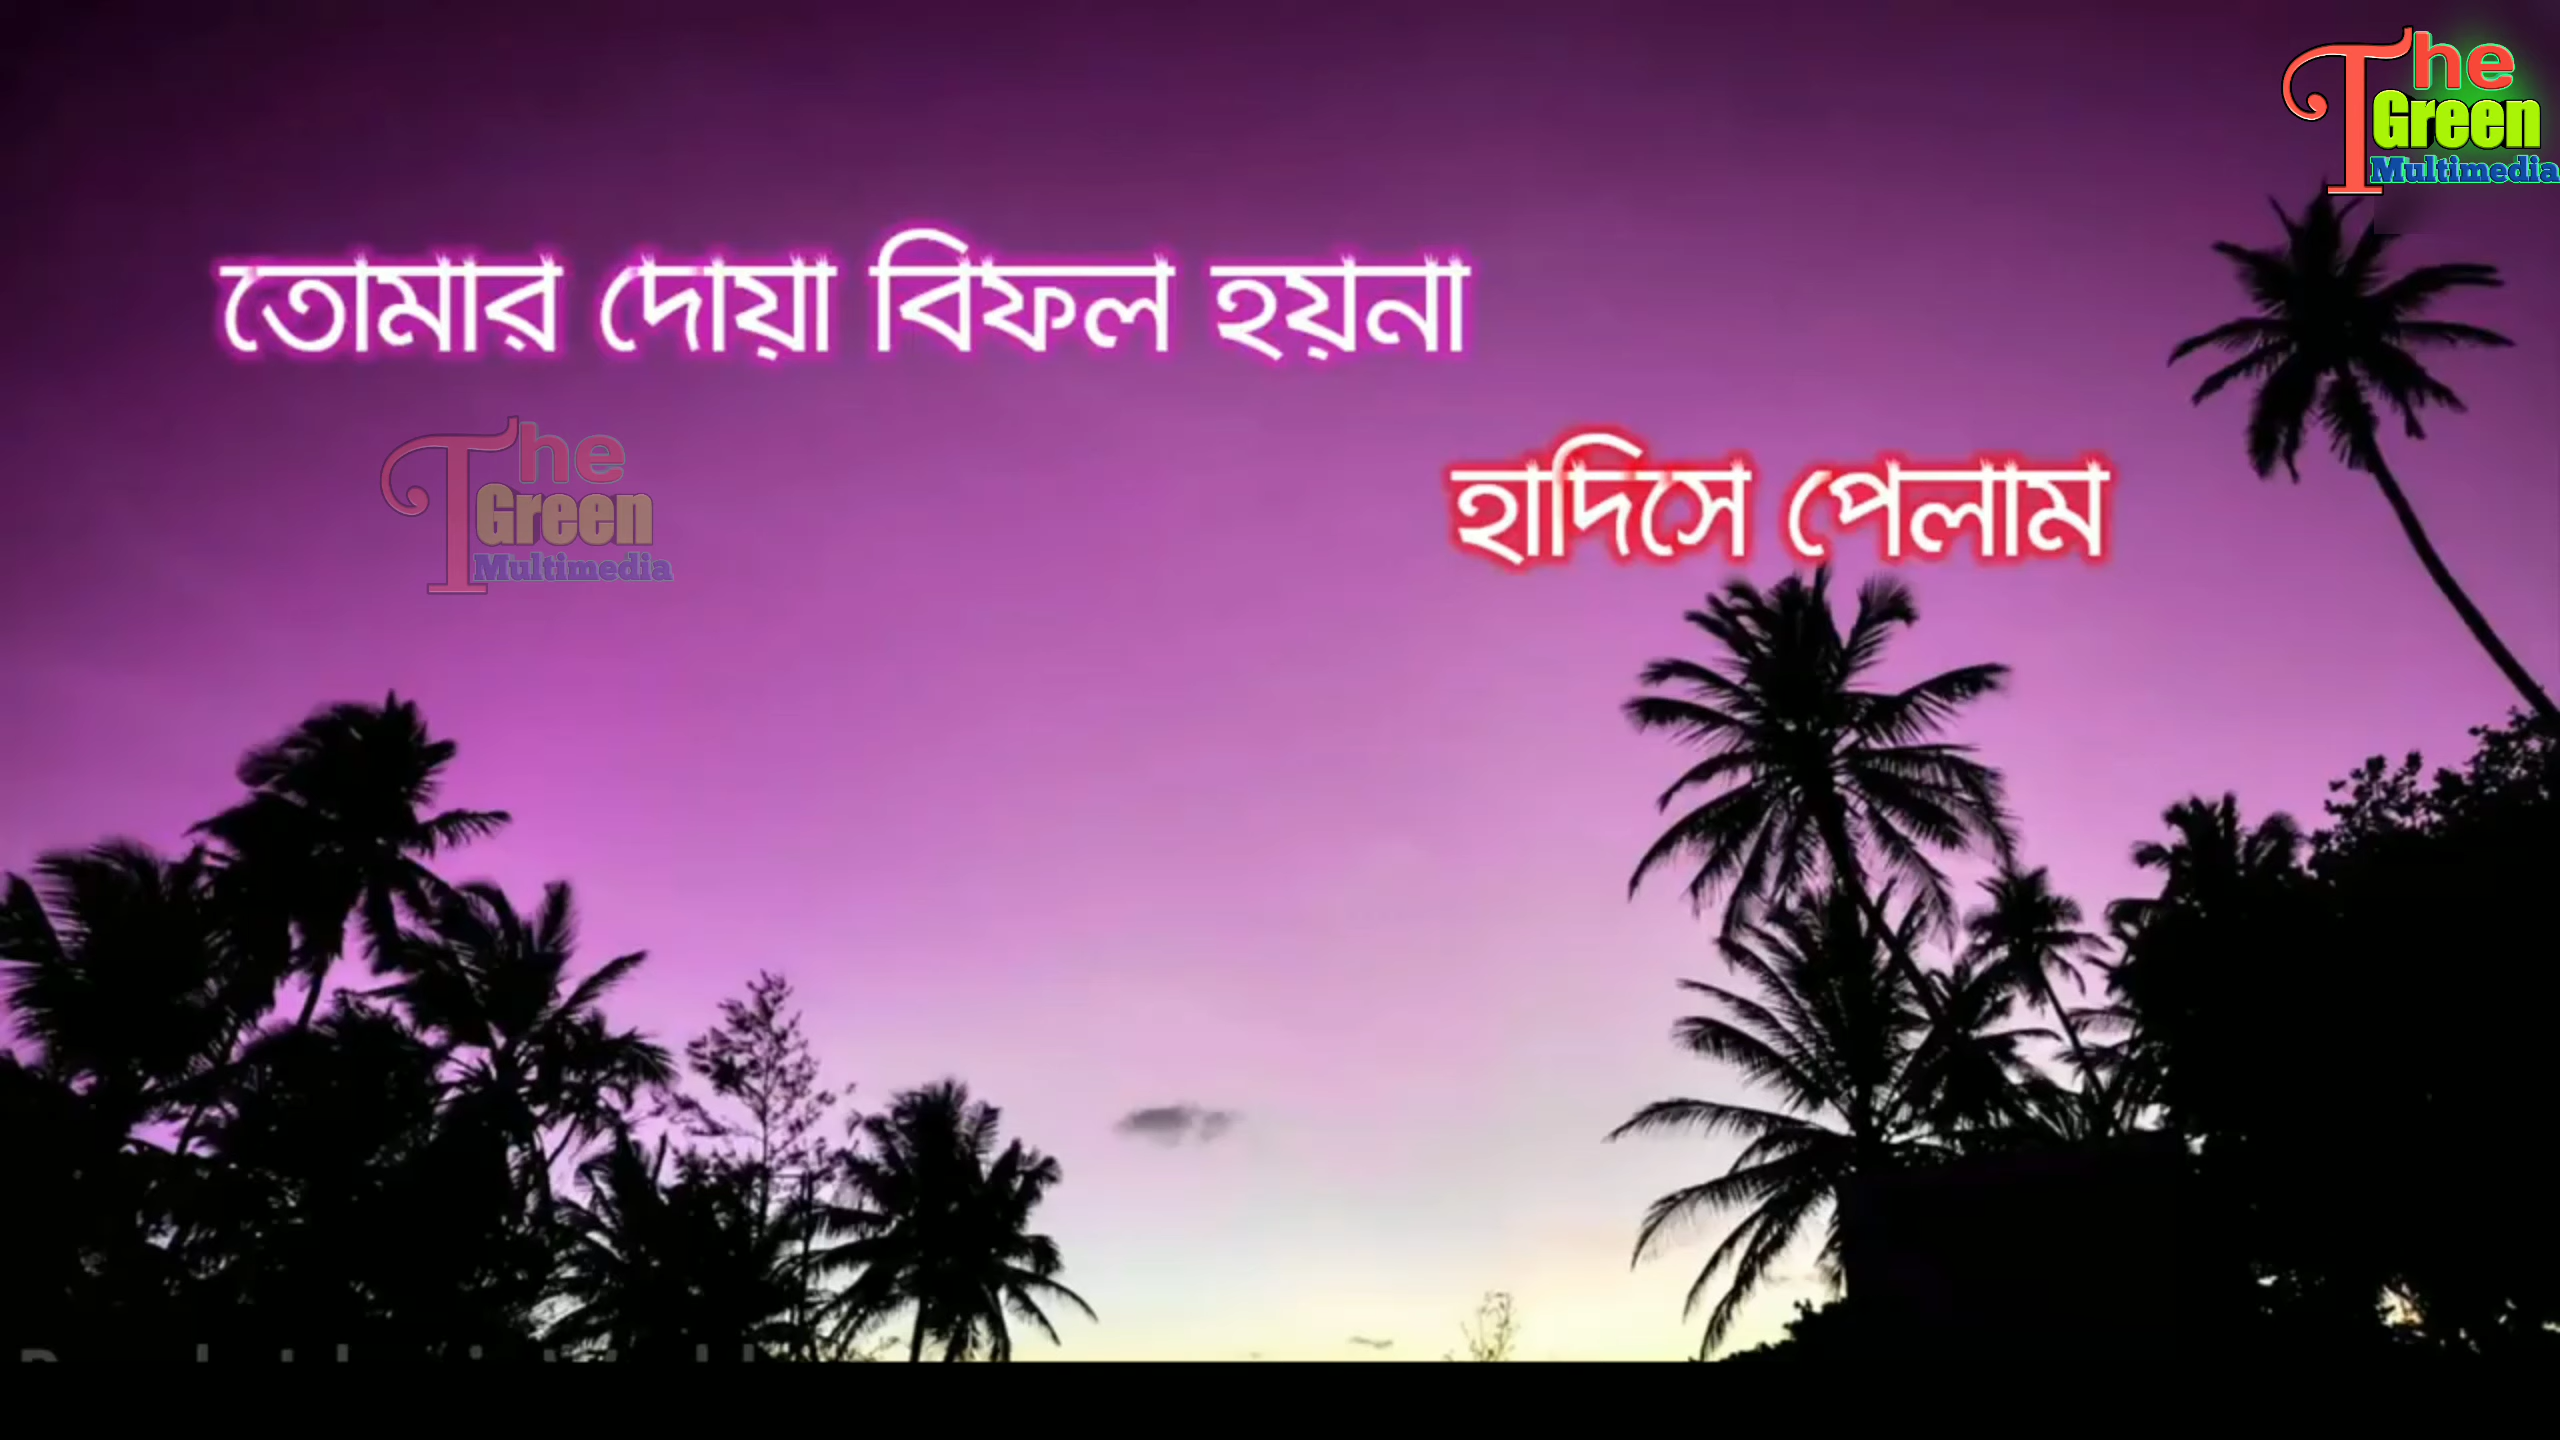 The
Green
Multimedia
তোমার দোয়া বিফল হয়না
The
Green
Multimedia
হাদিসে পেলাম